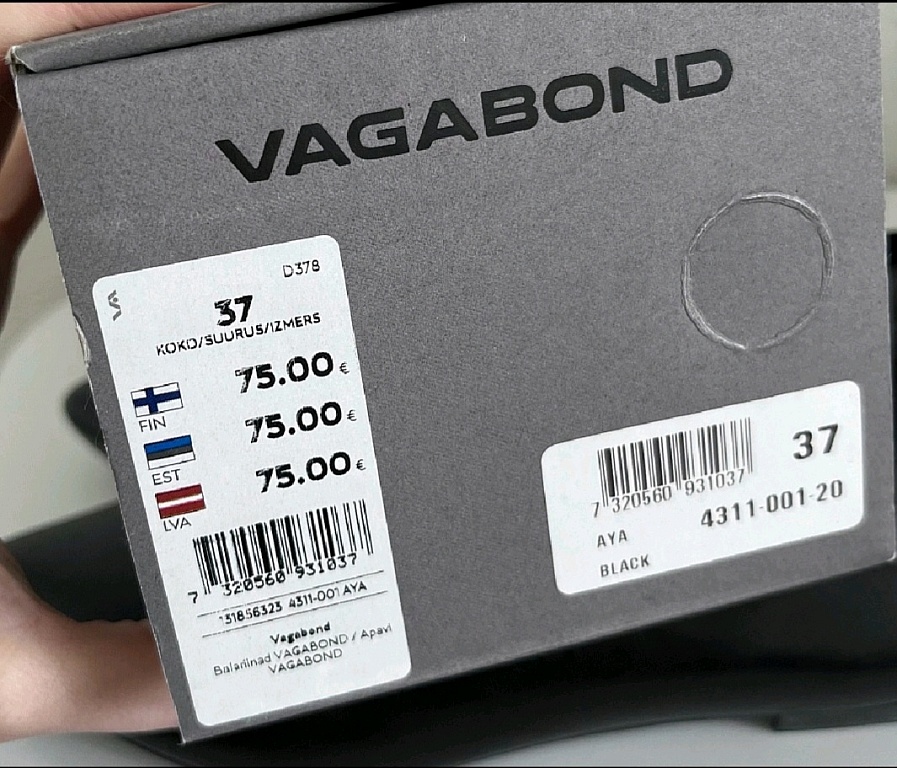 VAGABOND
D378
37
KOKO/SUURUS/IZMERS
75.00 €
FIN
75.00 €
EST
75.00 €
LVA
7 320560 931037
131856323 4311-001 AYA
Vagabond
Balariinad VAGABOND / Apavi
VAGABOND
37
7 320560 931037
4311-001-20
AYA
BLACK